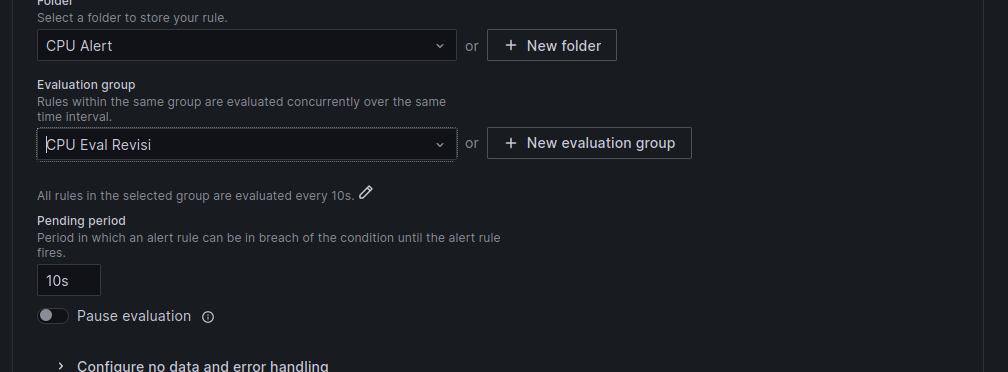 Folder
Select a folder to store your rule.
CPU Alert
or
+ New folder
Evaluation group
Rules within the same group are evaluated concurrently over the same
time interval.
CPU Eval Revisi
or
+ New evaluation group
All rules in the selected group are evaluated every 10s.
Pending period
Period in which an alert rule can be in breach of the condition until the alert rule
fires.
10s
Pause evaluation
Configure no data and error handling